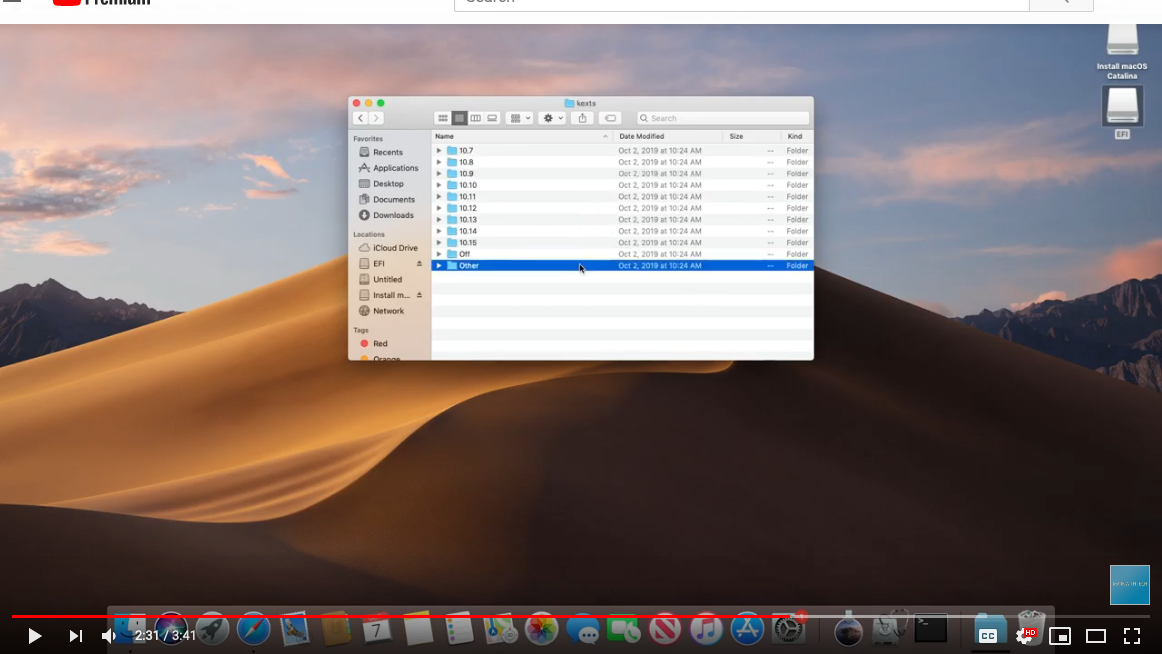 Premium
Search
Install macOS
Catalina
EFI
kexts
Search
Favorites
Recents
Applications
Desktop
Documents
Downloads
Locations
iCloud Drive
EFI
Untitled
Install m...
Network
Tags
Red
Orange
Name Date Modified Size Kind
10.7 Oct 2, 2019 at 10:24 AM -- Folder
10.8 Oct 2, 2019 at 10:24 AM -- Folder
10.9 Oct 2, 2019 at 10:24 AM -- Folder
10.10 Oct 2, 2019 at 10:24 AM -- Folder
10.11 Oct 2, 2019 at 10:24 AM -- Folder
10.12 Oct 2, 2019 at 10:24 AM -- Folder
10.13 Oct 2, 2019 at 10:24 AM -- Folder
10.14 Oct 2, 2019 at 10:24 AM -- Folder
10.15 Oct 2, 2019 at 10:24 AM -- Folder
Off Oct 2, 2019 at 10:24 AM -- Folder
Other Oct 2, 2019 at 10:24 AM -- Folder
7
2:31 / 3:41
CC
HD